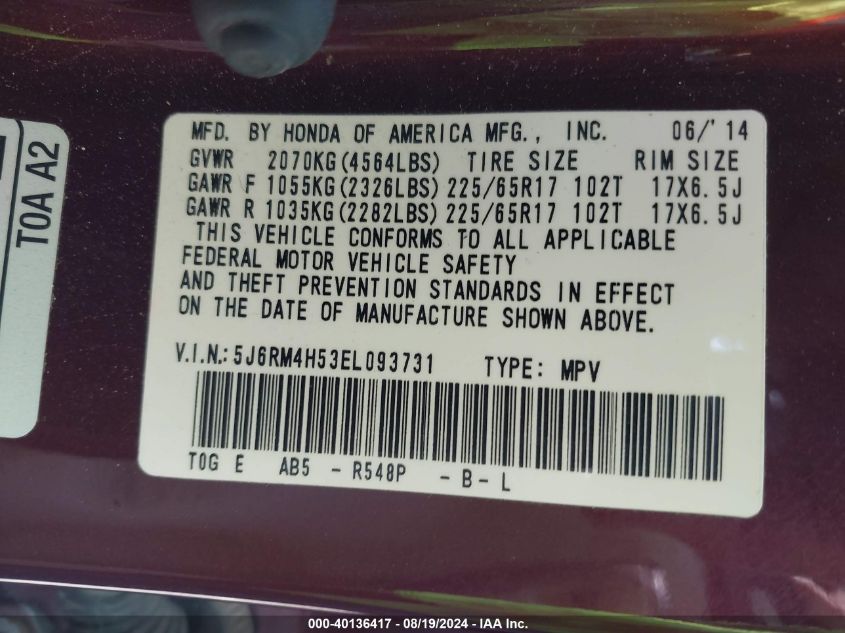 MFD. BY HONDA OF AMERICA MFG., INC. 06/'14
GVWR 2070KG(4564LBS) TIRE SIZE RIM SIZE
GAWR F 1055KG(2326LBS) 225/65R17 102T 17X6.5J
GAWR R 1035KG(2282LBS) 225/65R17 102T 17X6.5J
THIS VEHICLE CONFORMS TO ALL APPLICABLE
FEDERAL MOTOR VEHICLE SAFETY
AND THEFT PREVENTION STANDARDS IN EFFECT
ON THE DATE OF MANUFACTURE SHOWN ABOVE.
V.I.N.: 5J6RM4H53EL093731 TYPE: MPV
T0G E AB5 - R548P - B - L
T0A A2
000-40136417 - 08/19/2024 - IAA Inc.